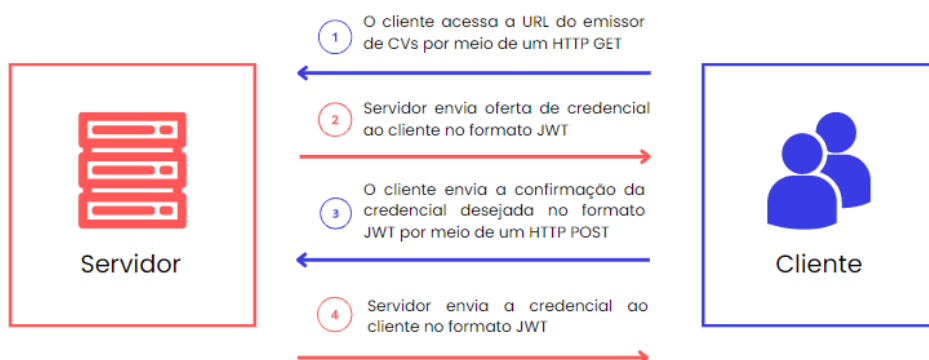 1
O cliente acessa a URL do emissor
de CVs por meio de um HTTP GET
2
Servidor envia oferta de credencial
ao cliente no formato JWT
3
O cliente envia a confirmação da
credencial desejada no formato
JWT por meio de um HTTP POST
4
Servidor envia a credencial ao
cliente no formato JWT
Servidor
Cliente